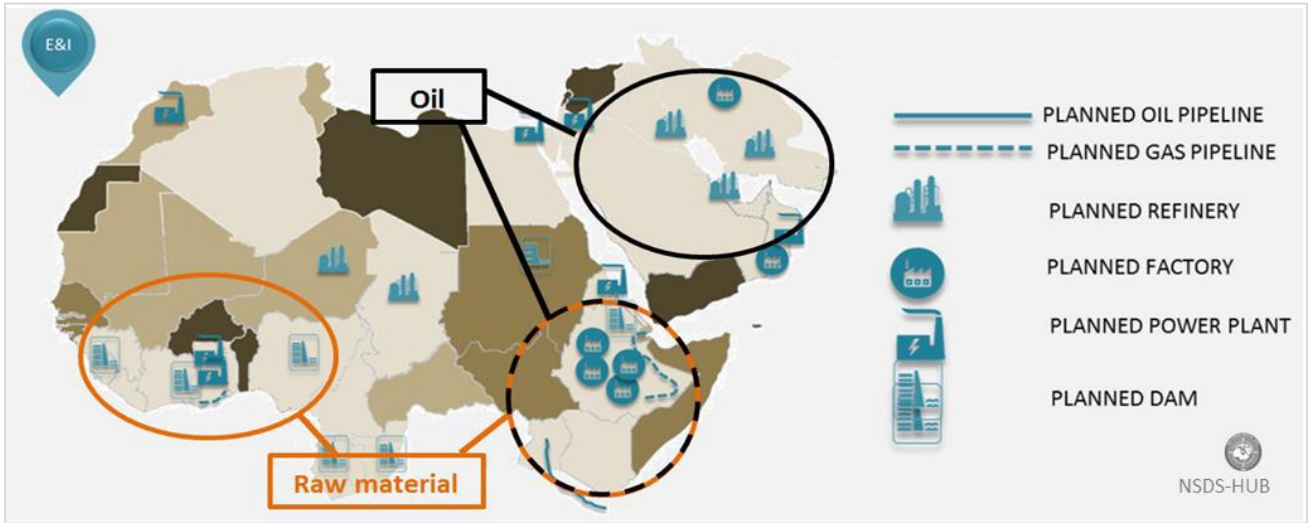 E&I
Oil
Raw material
PLANNED OIL PIPELINE
PLANNED GAS PIPELINE
PLANNED REFINERY
PLANNED FACTORY
PLANNED POWER PLANT
PLANNED DAM
NSDS-HUB